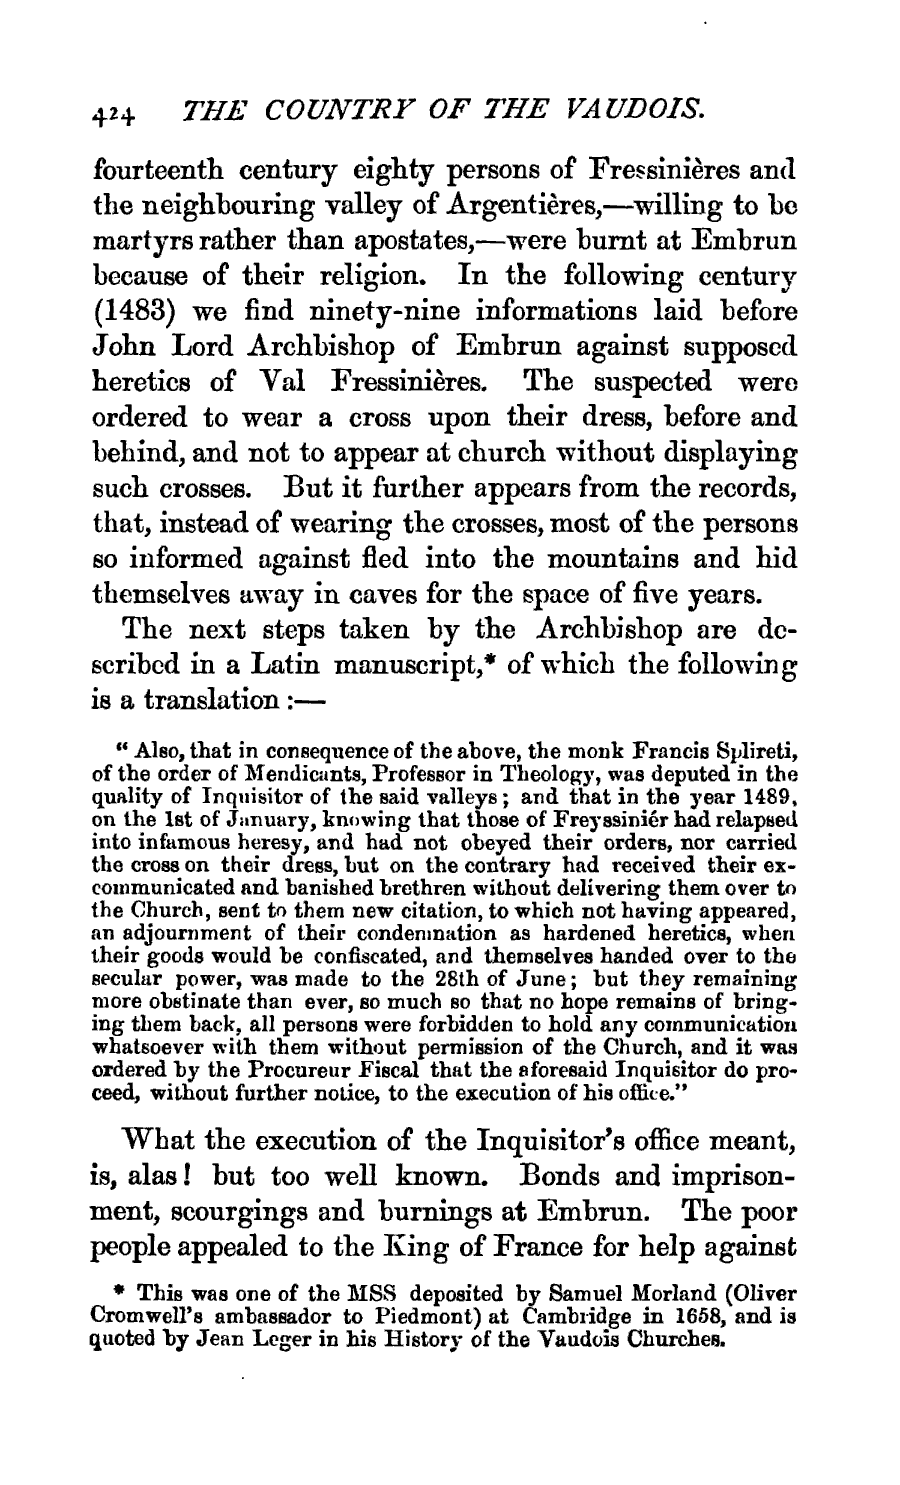 424 THE COUNTRY OF THE VAUDOIS.
fourteenth century eighty persons of Fressinières and
the neighbouring valley of Argentières,—willing to be
martyrs rather than apostates,—were burnt at Embrun
because of their religion. In the following century
(1483) we find ninety-nine informations laid before
John Lord Archbishop of Embrun against supposed
heretics of Val Fressinières. The suspected were
ordered to wear a cross upon their dress, before and
behind, and not to appear at church without displaying
such crosses. But it further appears from the records,
that, instead of wearing the crosses, most of the persons
so informed against fled into the mountains and hid
themselves away in caves for the space of five years.
The next steps taken by the Archbishop are de-
scribed in a Latin manuscript,* of which the following
is a translation :—
“ Also, that in consequence of the above, the monk Francis Splireti,
of the order of Mendicants, Professor in Theology, was deputed in the
quality of Inquisitor of the said valleys ; and that in the year 1489,
on the 1st of January, knowing that those of Freyssiniér had relapsed
into infamous heresy, and had not obeyed their orders, nor carried
the cross on their dress, but on the contrary had received their ex-
communicated and banished brethren without delivering them over to
the Church, sent to them new citation, to which not having appeared,
an adjournment of their condemnation as hardened heretics, when
their goods would be confiscated, and themselves handed over to the
secular power, was made to the 28th of June ; but they remaining
more obstinate than ever, so much so that no hope remains of bring-
ing them back, all persons were forbidden to hold any communication
whatsoever with them without permission of the Church, and it was
ordered by the Procureur Fiscal that the aforesaid Inquisitor do pro-
ceed, without further notice, to the execution of his office.”
What the execution of the Inquisitor’s office meant,
is, alas ! but too well known. Bonds and imprison-
ment, scourgings and burnings at Embrun. The poor
people appealed to the King of France for help against
* This was one of the MSS deposited by Samuel Morland (Oliver
Cromwell’s ambassador to Piedmont) at Cambridge in 1658, and is
quoted by Jean Leger in his History of the Vaudois Churches.